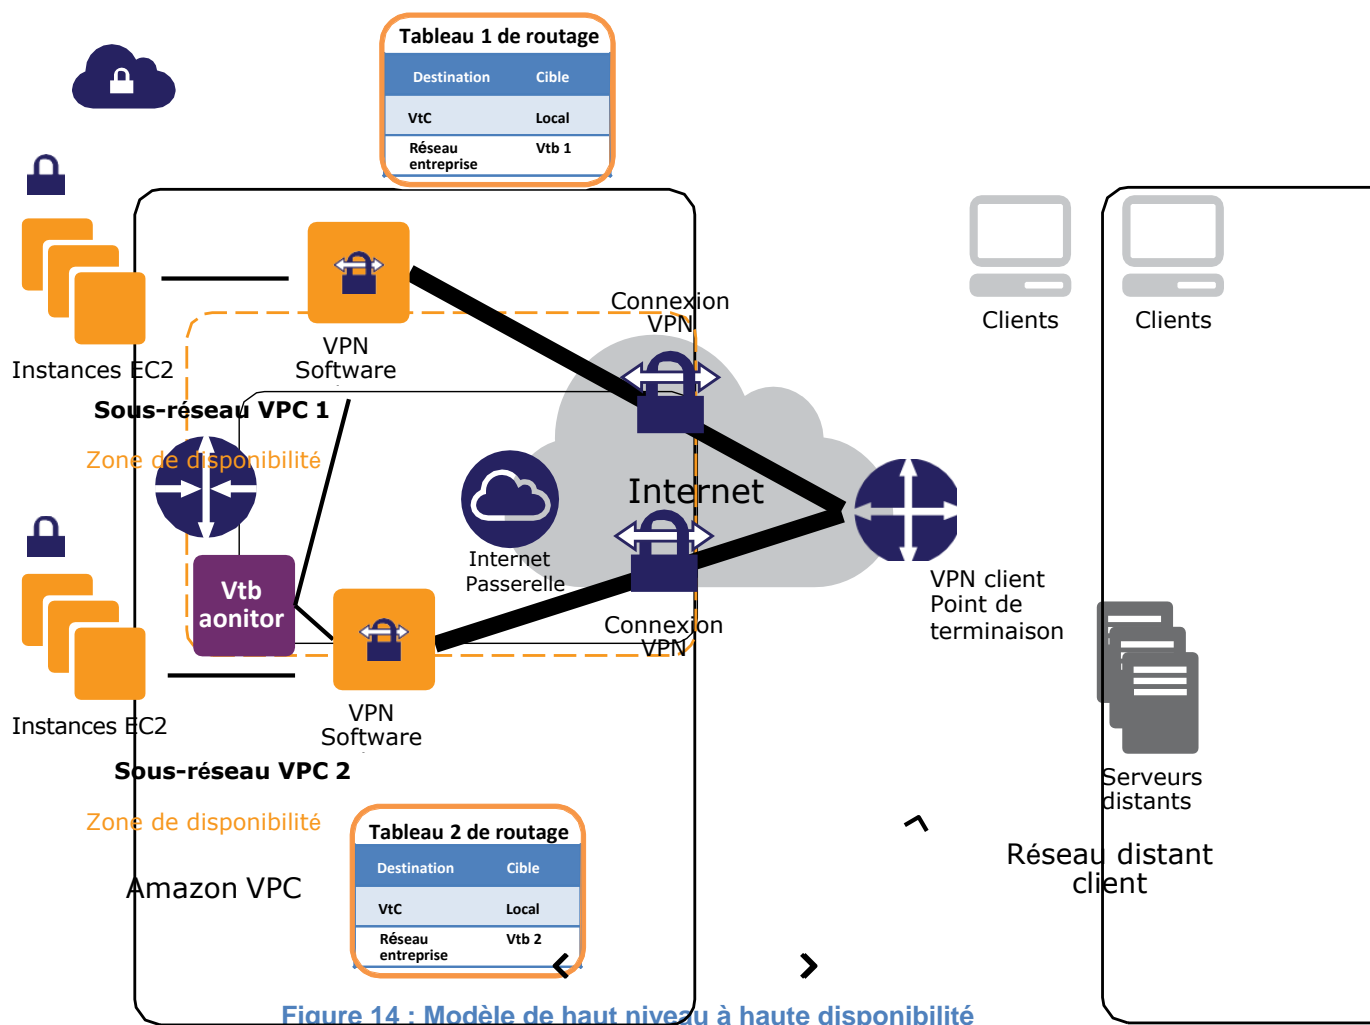 Tableau 1 de routage
Destination Cible
VtC Local
Réseau entreprise Vtb 1
Connexion
VPN
Clients
Clients
Instances EC2
VPN
Software
Sous-réseau VPC 1
Zone de disponibilité
Internet
Internet
Passerelle
Vtb
aonitor
VPN client
Point de
terminaison
Connexion
VPN
Instances EC2
VPN
Software
Sous-réseau VPC 2
Zone de disponibilité
Serveurs
distants
Tableau 2 de routage
Destination Cible
VtC Local
Réseau entreprise Vtb 2
Amazon VPC
Réseau distant
client
Figure 14 : Modèle de haut niveau à haute disponibilité